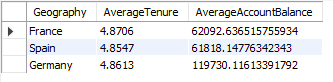 Geography AverageTenure AverageAccountBalance
France 4.8706 62092.636515755934
Spain 4.8547 61818.14776342343
Germany 4.8613 119730.11613391792